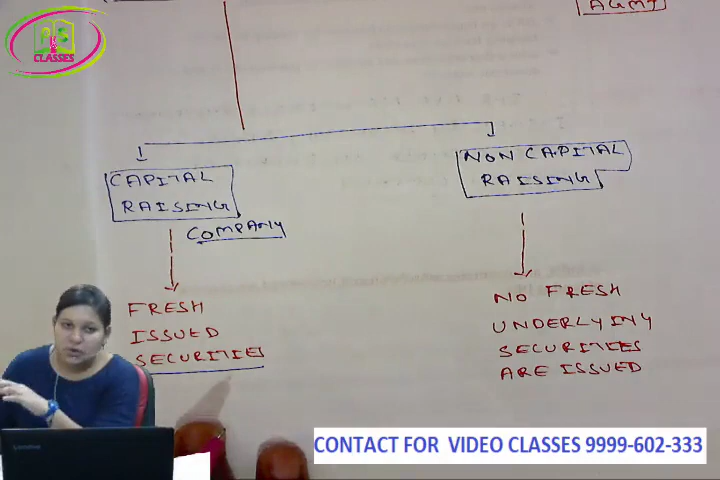 AGMT
CLASSES
CAPITAL
RAISING
COMPANY
NON CAPITAL
RAISING
FRESH
ISSUED
SECURITIES
NO FRESH
UNDERLYINY
SECURITIES
ARE ISSUED
CONTACT FOR VIDEO CLASSES 9999-602-333